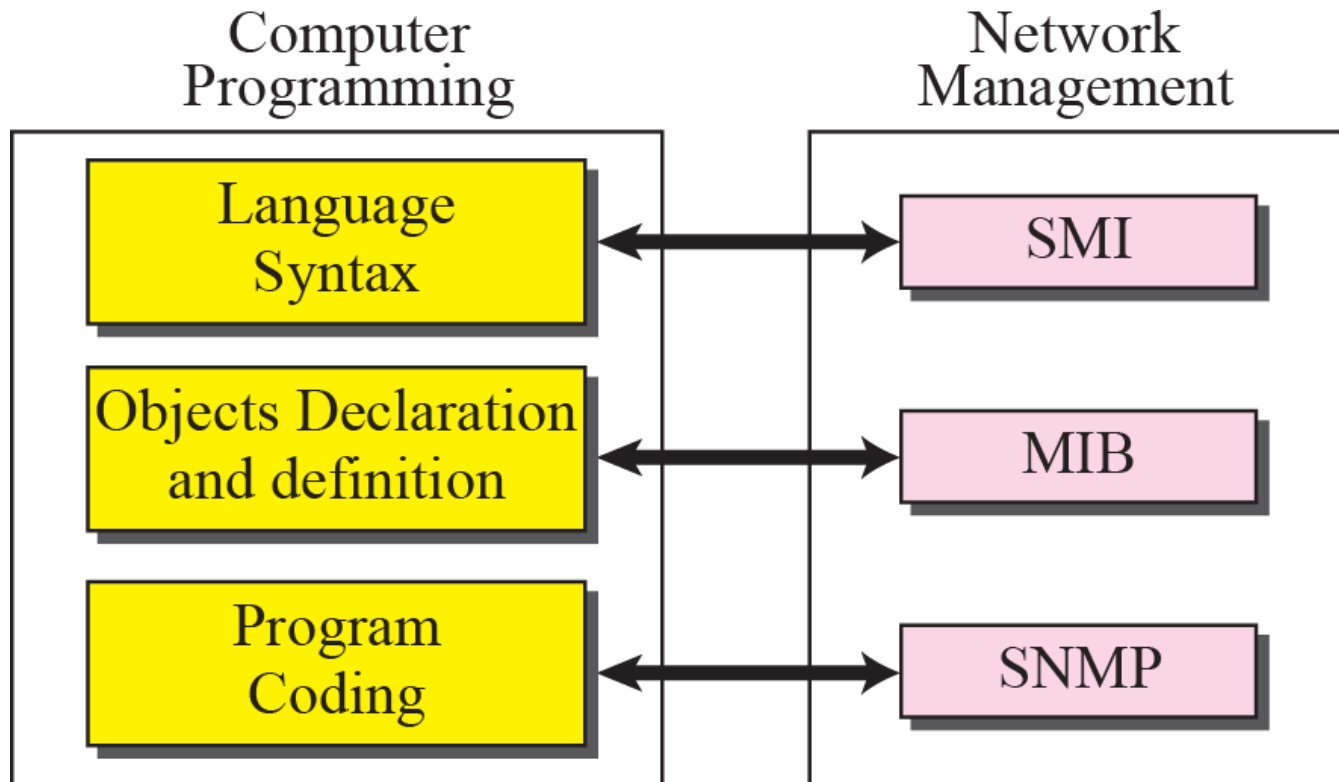 Computer
Programming
Network
Management
Language
Syntax
SMI
Objects Declaration
and definition
MIB
Program
Coding
SNMP